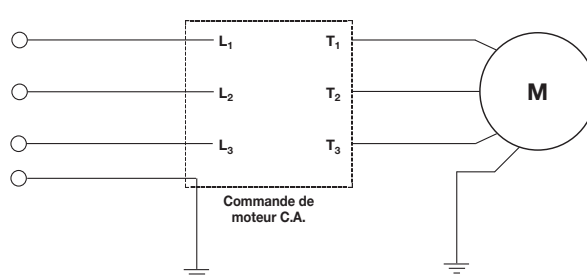 L₁ T₁
L₂ T₂ M
L₃ T₃
Commande de
moteur C.A.